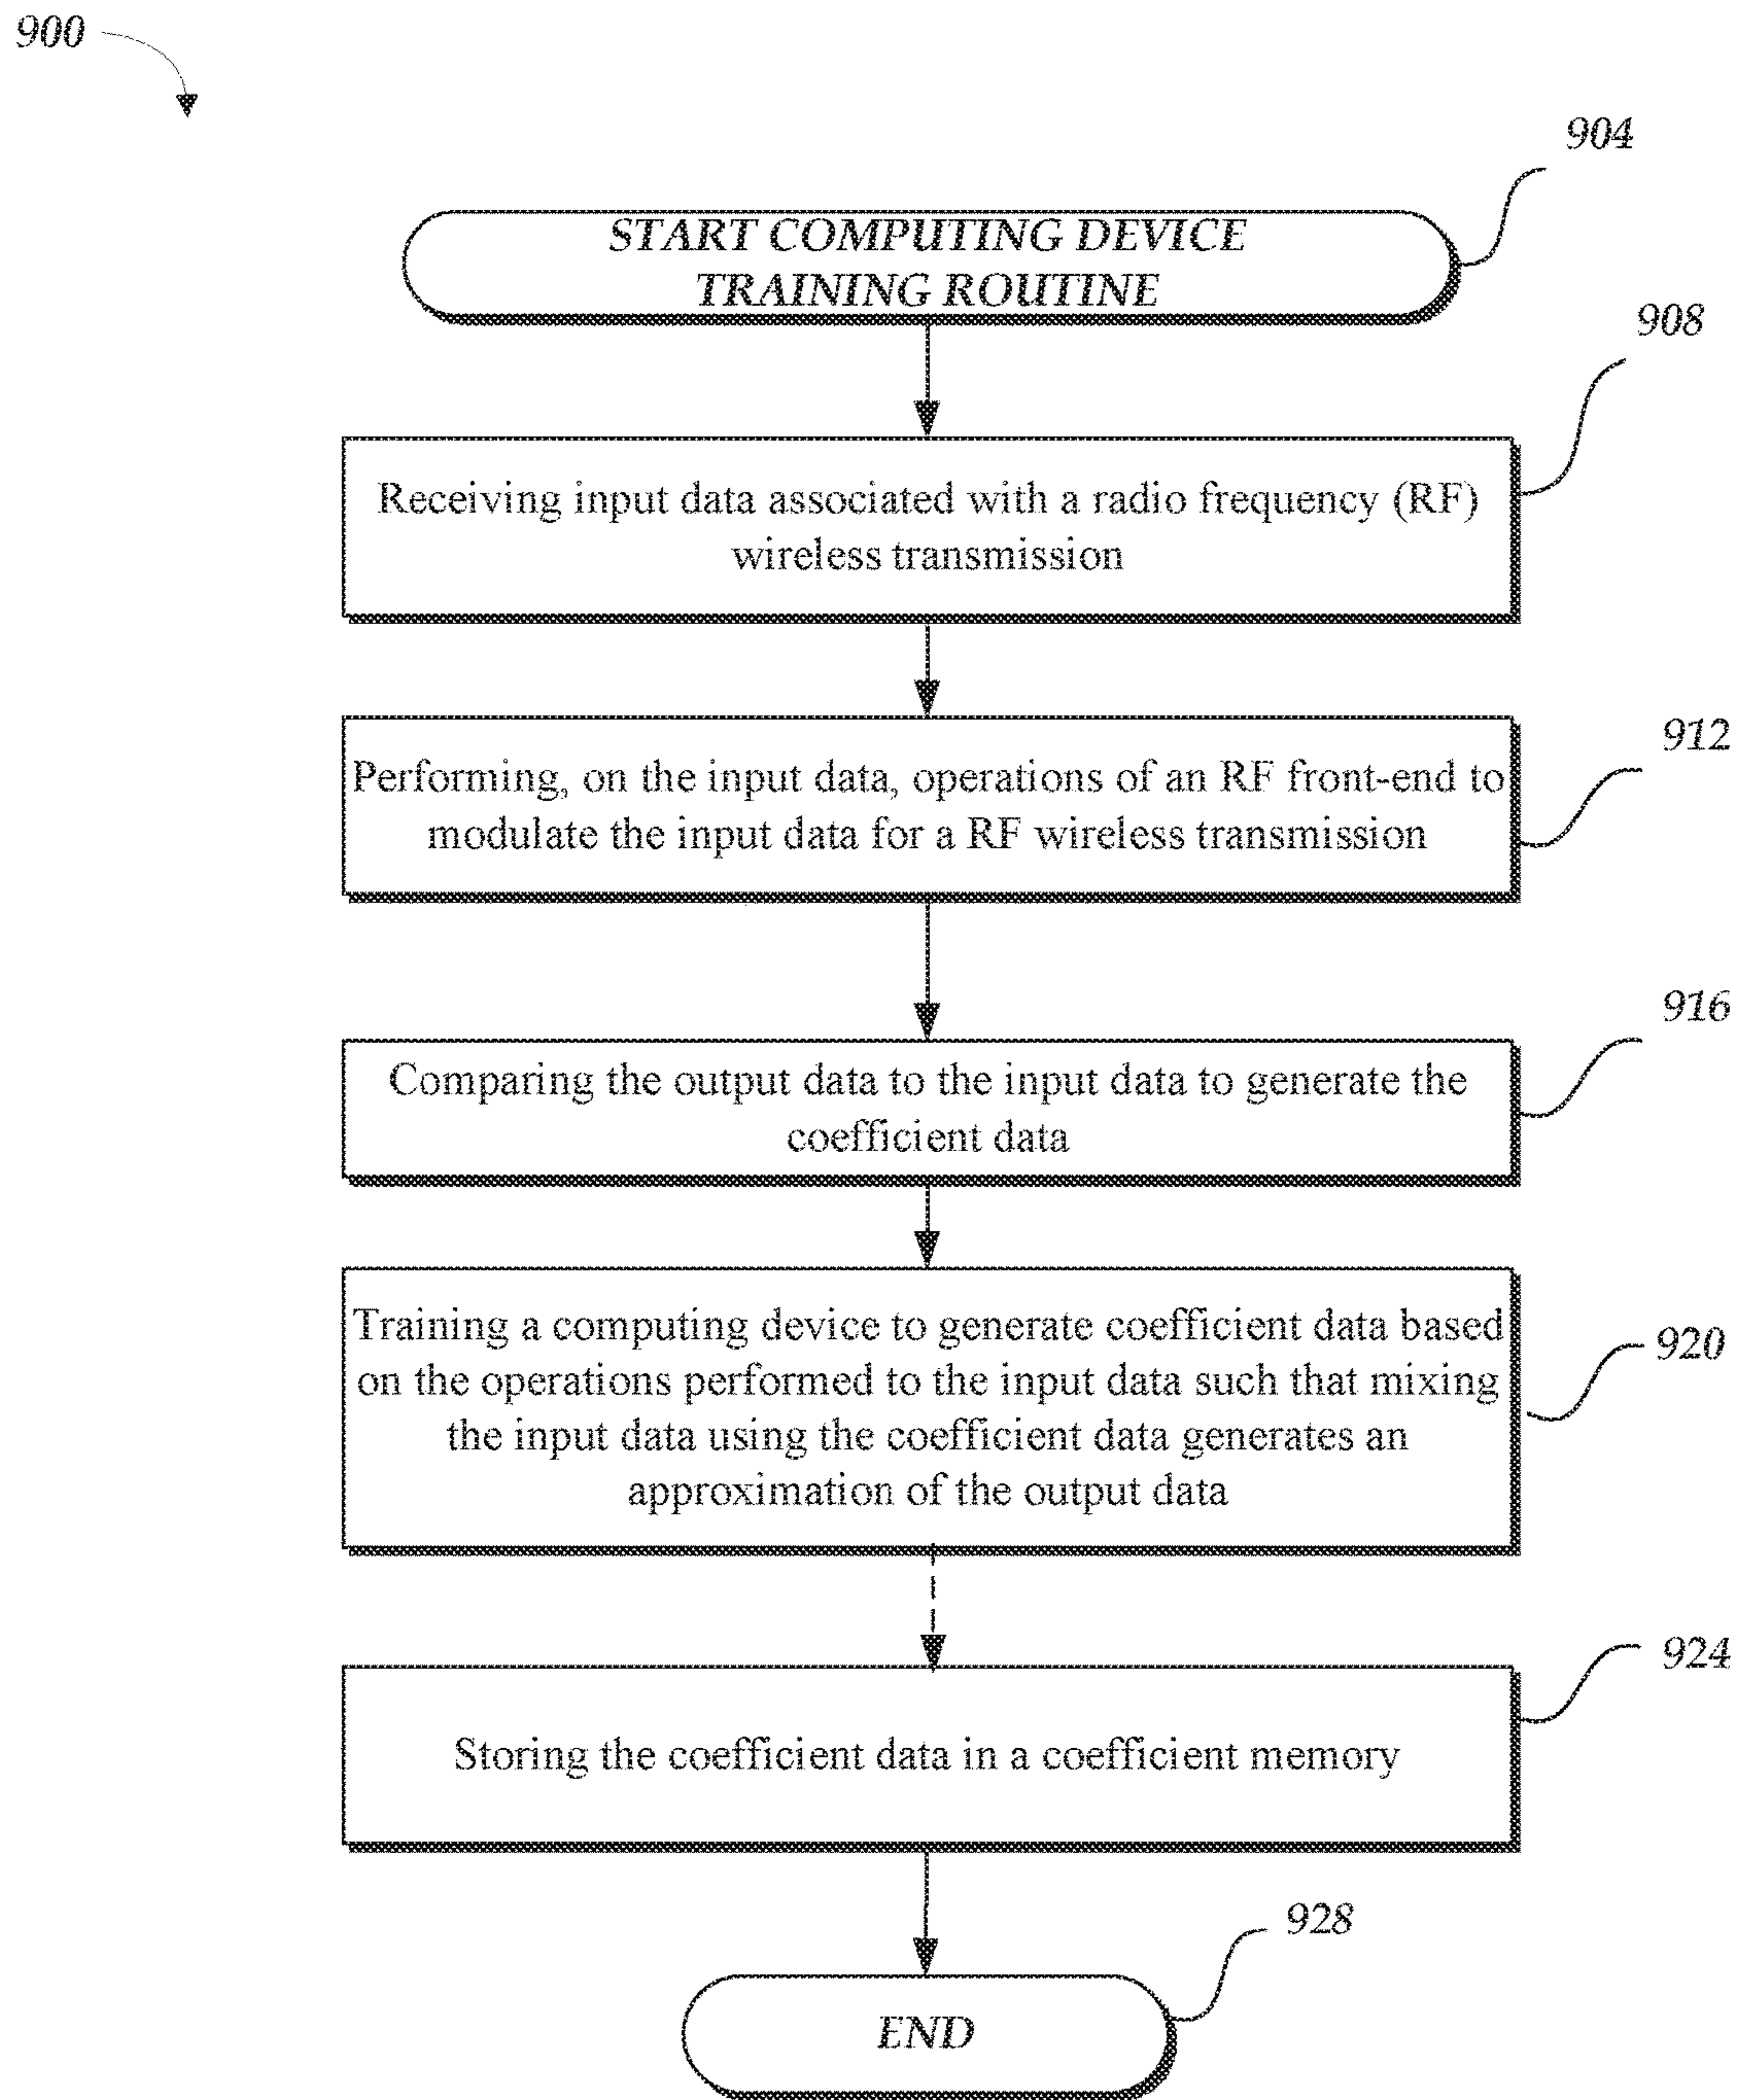 900
904
START COMPUTING DEVICE
TRAINING ROUTINE
908
Receiving input data associated with a radio frequency (RF)
wireless transmission
912
Performing, on the input data, operations of an RF front-end to
modulate the input data for a RF wireless transmission
916
Comparing the output data to the input data to generate the
coefficient data
920
Training a computing device to generate coefficient data based
on the operations performed to the input data such that mixing
the input data using the coefficient data generates an
approximation of the output data
924
Storing the coefficient data in a coefficient memory
928
END